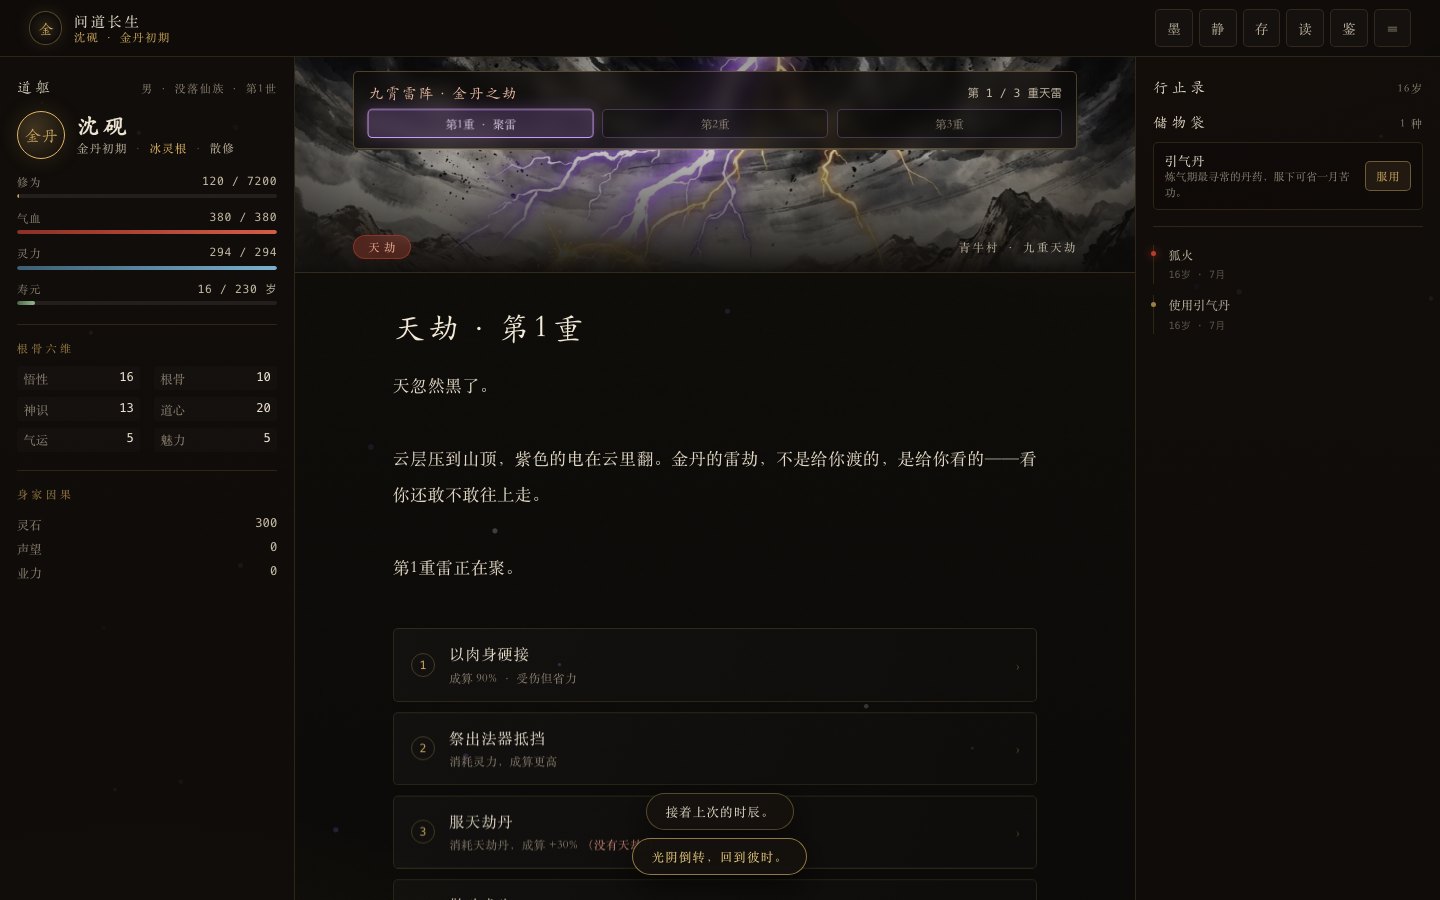 金
问道长生
沈砚 · 金丹初期
墨
静
存
读
鉴
≡
道躯
男 · 没落仙族 · 第1世
金丹
沈砚
金丹初期 · 冰灵根 · 散修
修为
120 / 7200
气血
380 / 380
灵力
294 / 294
寿元
16 / 230 岁
根骨六维
悟性 16
根骨 10
神识 13
道心 20
气运 5
魅力 5
身家因果
灵石 300
声望 0
业力 0
九霄雷阵 · 金丹之劫
第 1 / 3 重天雷
第1重 · 聚雷
第2重
第3重
天劫
青牛村 · 九重天劫
天劫 · 第1重
天忽然黑了。
云层压到山顶，紫色的电在云里翻。金丹的雷劫，不是给你渡的，是给你看的——看
你还敢不敢往上走。
第1重雷正在聚。
1
以肉身硬接
成算 90% · 受伤但省力
›
2
祭出法器抵挡
消耗灵力，成算更高
›
3
服天劫丹
消耗天劫丹，成算 +30% （没有天劫
›
接着上次的时辰。
光阴倒转，回到彼时。
行止录
16岁
储物袋
1 种
引气丹
炼气期最寻常的丹药，服下可省一月苦
功。
服用
狐火
16岁 · 7月
使用引气丹
16岁 · 7月